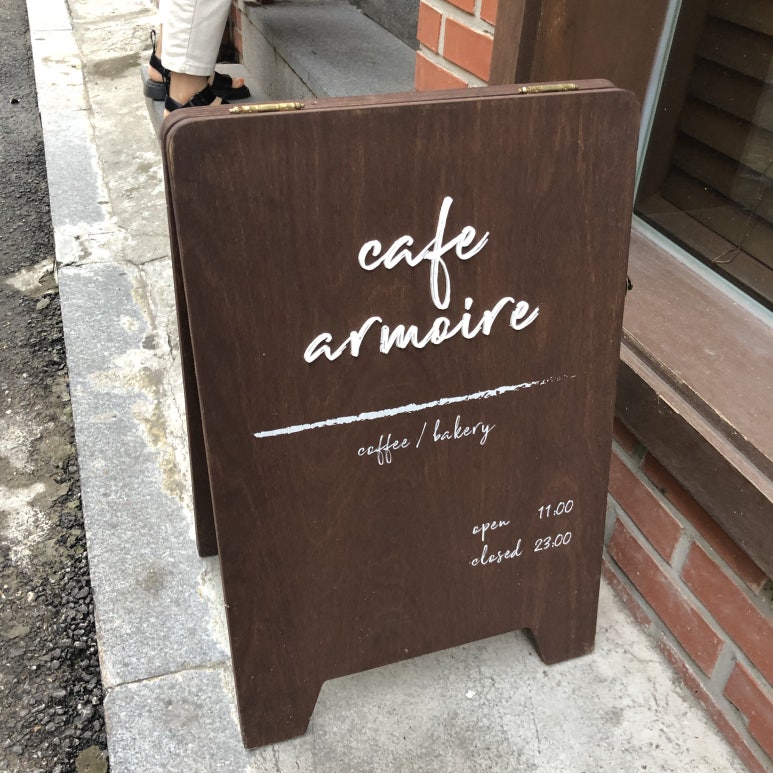 cafe
armoire
coffee / bakery
open 11:00
closed 23:00